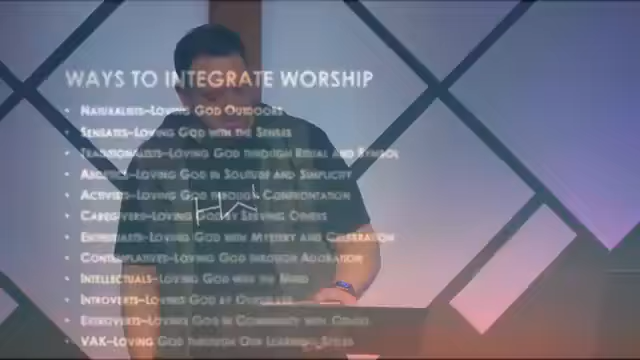 WAYS TO INTEGRATE WORSHIP
• Naturalists–Loving God Outdoors
• Sensates–Loving God with the Senses
• Traditionalists–Loving God through Ritual and Symbol
• Ascetics–Loving God in Solitude and Simplicity
• Activists–Loving God through Confrontation
• Caregivers–Loving God by Serving Others
• Enthusiasts–Loving God with Mystery and Celebration
• Contemplatives–Loving God through Adoration
• Intellectuals–Loving God with the Mind
• Introverts–Loving God by
• Extroverts–Loving God in Community with Others
• VAK–Loving God through Our Learning Styles